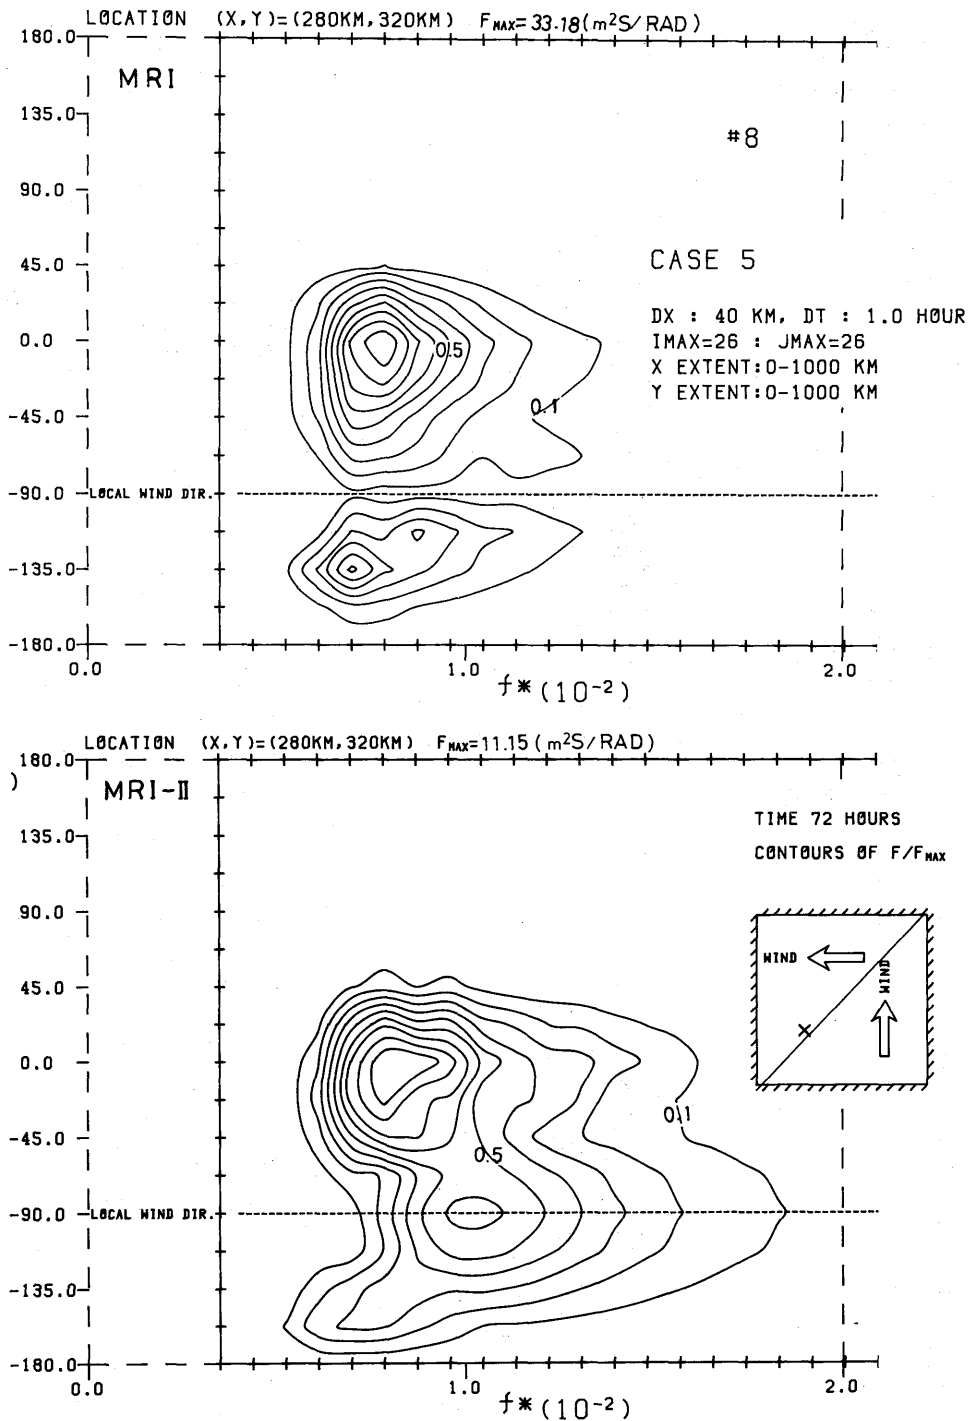 LOCATION (X,Y)=(280KM,320KM) FMAX=33.18(m²S/RAD)
180.0
MRI
135.0
#8
90.0
45.0
CASE 5
DX : 40 KM, DT : 1.0 HOUR
0.0
0.5
IMAX=26 : JMAX=26
X EXTENT:0-1000 KM
Y EXTENT:0-1000 KM
0.1
-45.0
-90.0 LOCAL WIND DIR.
-135.0
-180.0
0.0 1.0 2.0
f*(10⁻²)
LOCATION (X,Y)=(280KM,320KM) FMAX=11.15(m²S/RAD)
180.0
)
MRI-II
TIME 72 HOURS
135.0
CONTOURS OF F/FMAX
90.0
WIND
WIND
45.0
0.0
0.1
-45.0
0.5
-90.0 LOCAL WIND DIR.
-135.0
-180.0
0.0 1.0 2.0
f*(10⁻²)